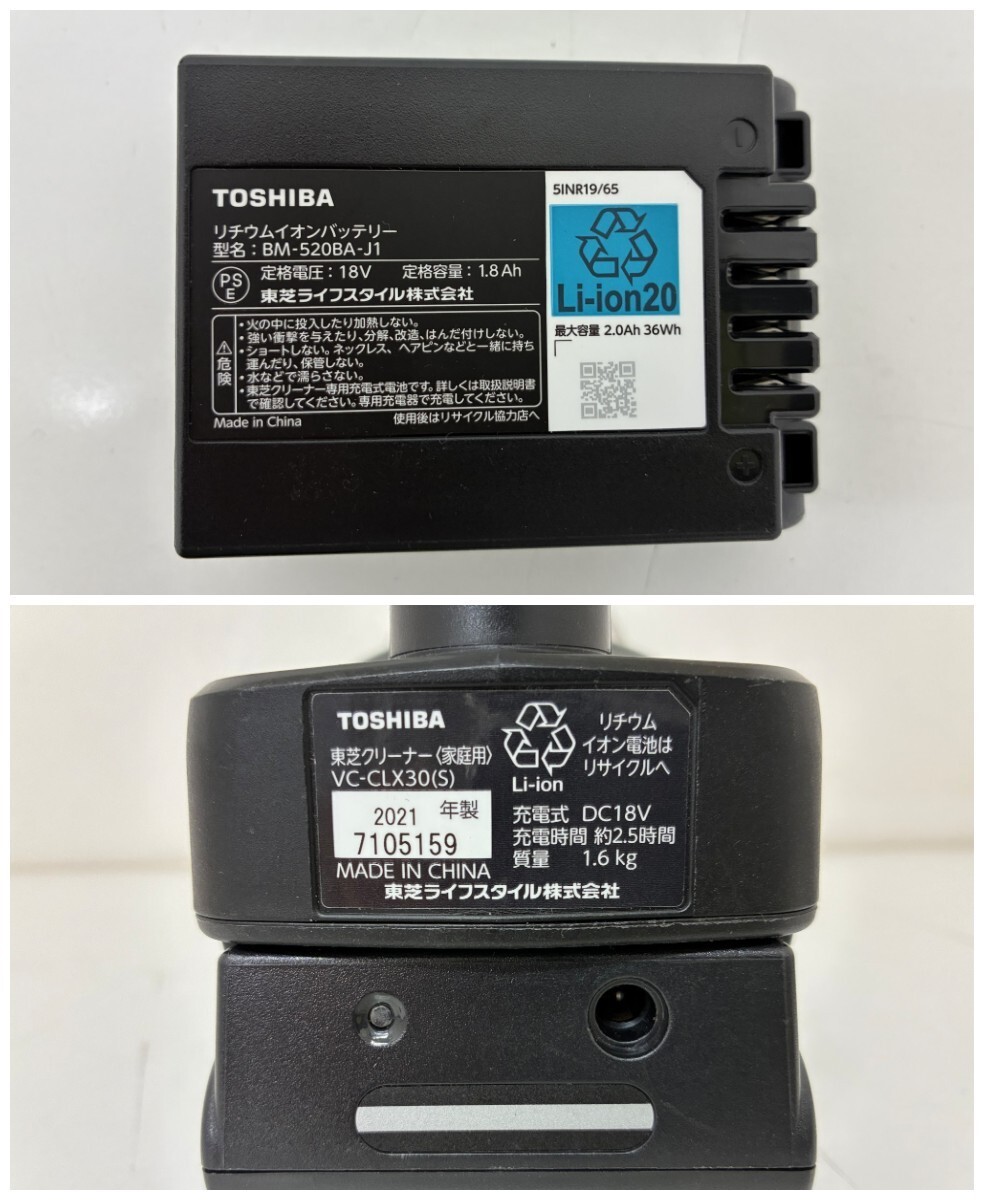 TOSHIBA
リチウムイオンバッテリー
型名：BM-520BA-J1
PS
E
定格電圧：18V 定格容量：1.8Ah
東芝ライフスタイル株式会社
危険
・火の中に投入したり加熱しない。
・強い衝撃を与えたり、分解、改造、はんだ付けしない。
・ショートしない。ネックレス、ヘアピンなどと一緒に持ち
運んだり、保管しない。
・水などで濡らさない。
・東芝クリーナー専用充電式電池です。詳しくは取扱説明書
で確認してください。専用充電器で充電してください。
Made in China 使用後はリサイクル協力店へ
5INR19/65
Li-ion20
最大容量 2.0Ah 36Wh
TOSHIBA
東芝クリーナー〈家庭用〉
VC-CLX30(S)
2021 年製
7105159
MADE IN CHINA
Li-ion
リチウム
イオン電池は
リサイクルへ
充電式 DC18V
充電時間 約2.5時間
質量 1.6kg
東芝ライフスタイル株式会社